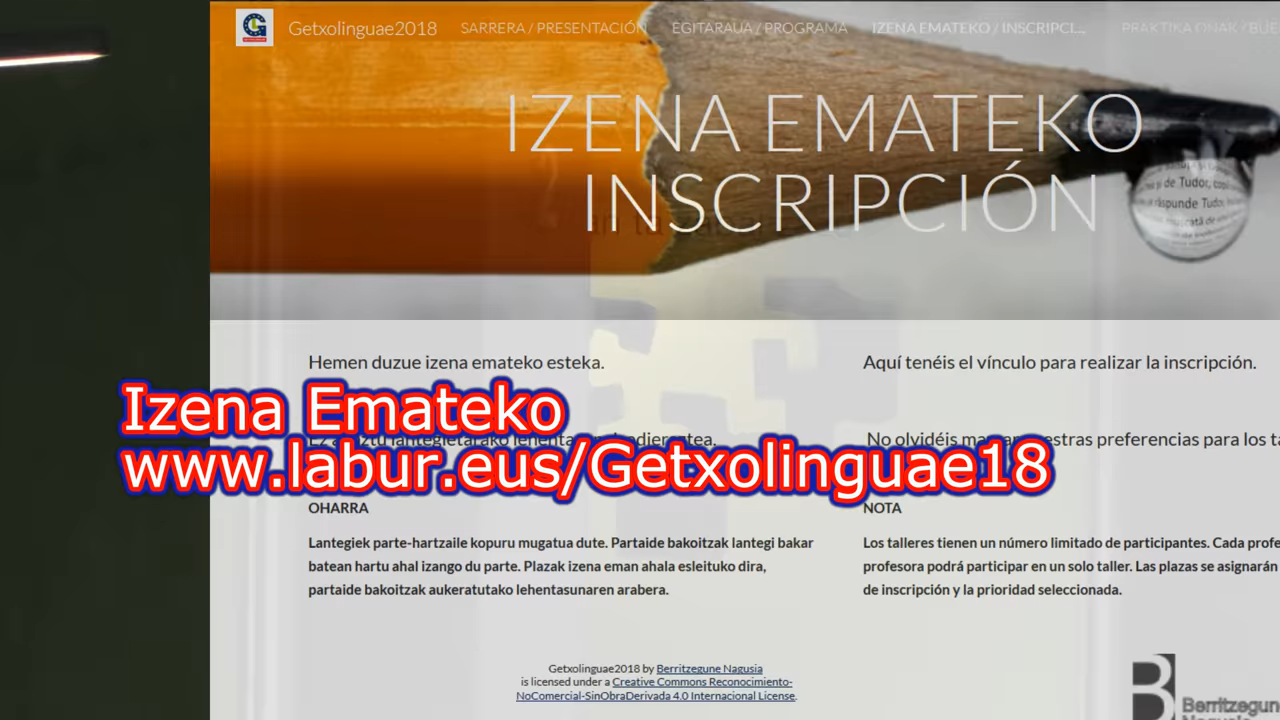 Getxolinguae2018 SARRERA / PRESENTACIÓN EGITARAUA / PROGRAMA IZENA EMATEKO / INSCRIPCI... PRAKTIKA ONAK / BUE
IZENA EMATEKO
INSCRIPCIÓN
Hemen duzue izena emateko esteka.
Aquí tenéis el vínculo para realizar la inscripción.
Izena Emateko
No olvidéis
preferencias para los
www.labur.eus/Getxolinguae18
OHARRA
Lantegiek parte-hartzaile kopuru mugatua dute. Partaide bakoitzak lantegi bakar
batean hartu ahal izango du parte. Plazak izena eman ahala esleituko dira,
partaide bakoitzak aukeratutako lehentasunaren arabera.
NOTA
Los talleres tienen un número limitado de participantes. Cada profe
profesora podrá participar en un solo taller. Las plazas se asignarán
de inscripción y la prioridad seleccionada.
Getxolinguae2018 by Berritzegune Nagusia
is licensed under a Creative Commons Reconocimiento-
NoComercial-SinObraDerivada 4.0 Internacional License.